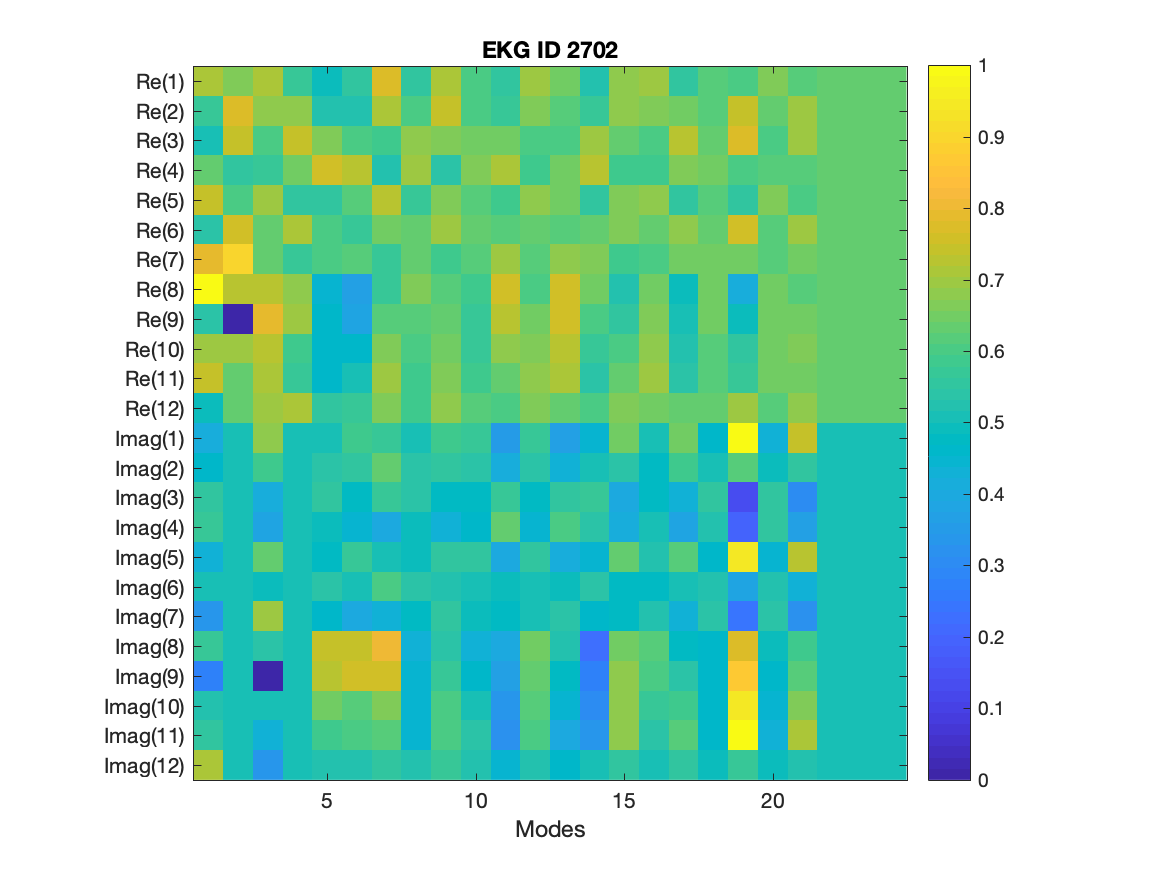 EKG ID 2702
Re(1)
Re(2)
Re(3)
Re(4)
Re(5)
Re(6)
Re(7)
Re(8)
Re(9)
Re(10)
Re(11)
Re(12)
Imag(1)
Imag(2)
Imag(3)
Imag(4)
Imag(5)
Imag(6)
Imag(7)
Imag(8)
Imag(9)
Imag(10)
Imag(11)
Imag(12)
5 10 15 20
Modes
1
0.9
0.8
0.7
0.6
0.5
0.4
0.3
0.2
0.1
0